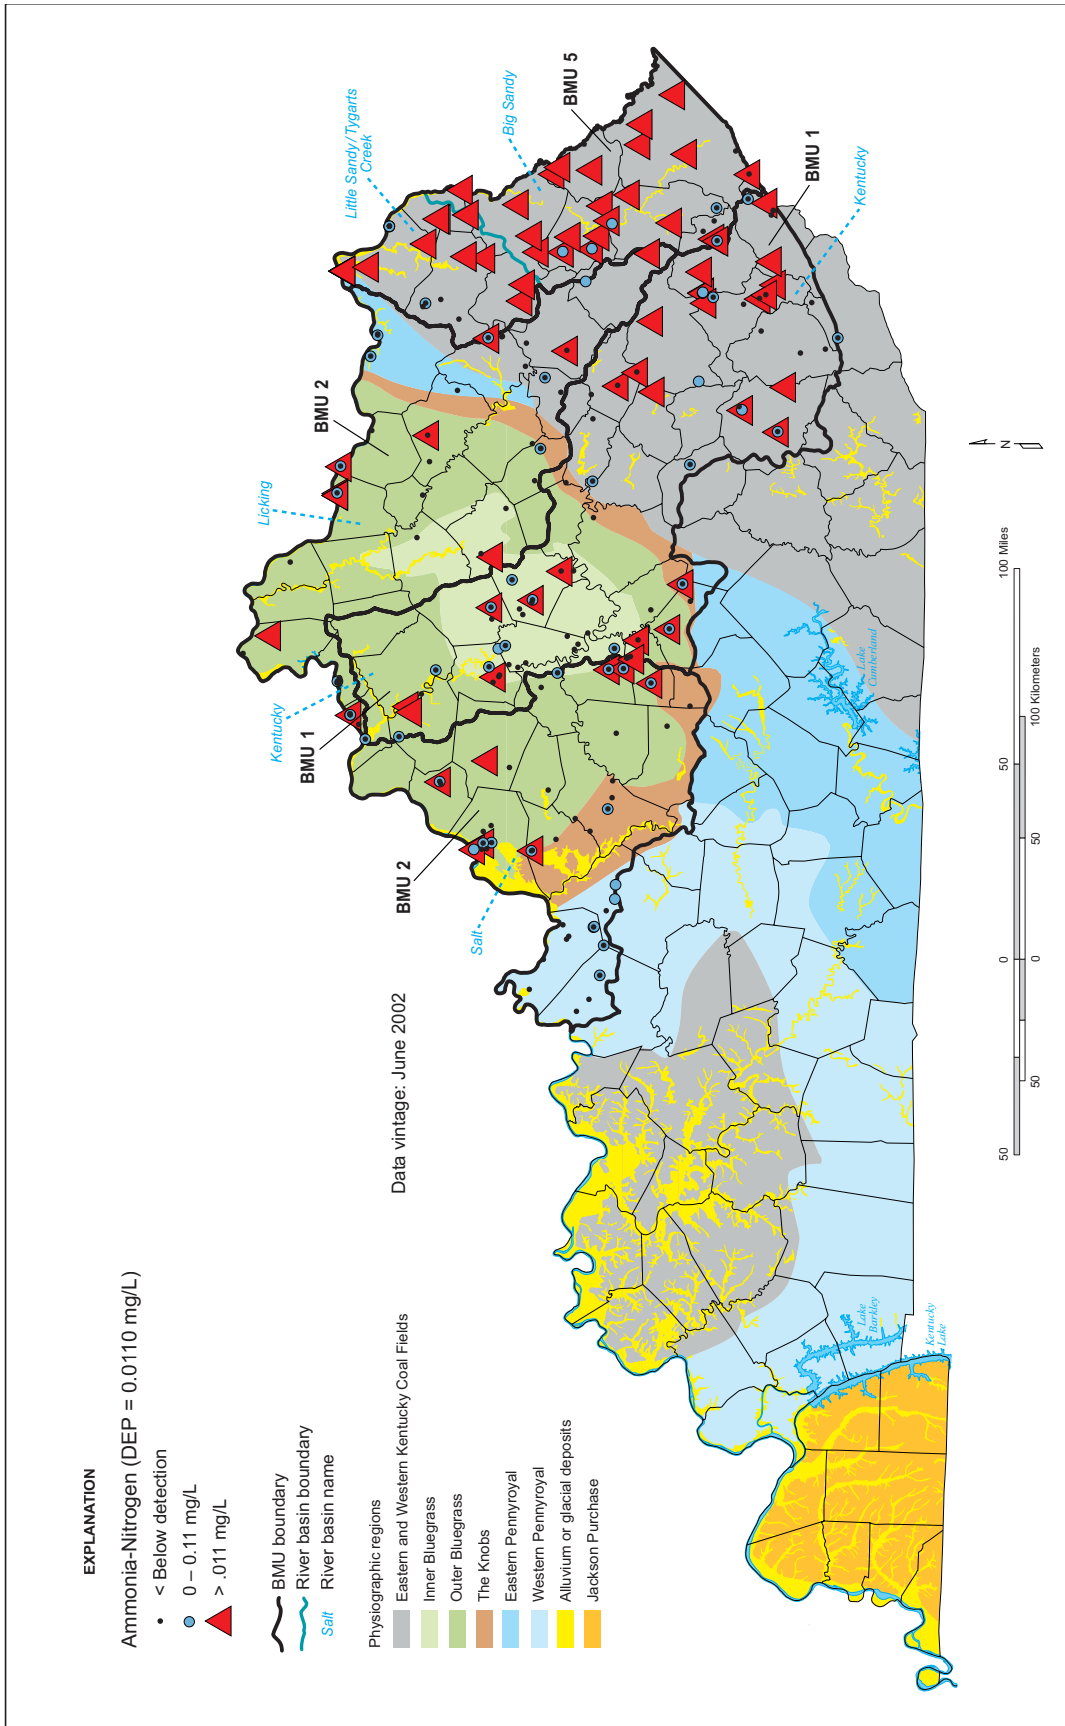 EXPLANATION
Ammonia-Nitrogen (DEP = 0.0110 mg/L)
< Below detection
0 – 0.11 mg/L
> .011 mg/L
BMU boundary
River basin boundary
Salt River basin name
Physiographic regions
Eastern and Western Kentucky Coal Fields
Inner Bluegrass
Outer Bluegrass
The Knobs
Eastern Pennyroyal
Western Pennyroyal
Alluvium or glacial deposits
Jackson Purchase
Data vintage: June 2002
Salt
BMU 2
BMU 1
Kentucky
Licking
BMU 2
Little Sandy/Tygarts
Creek
Big Sandy
BMU 5
BMU 1
Kentucky
Lake
Cumberland
Lake
Barkley
Kentucky
Lake
N
50 0 50 100 Miles
50 0 50 100 Kilometers